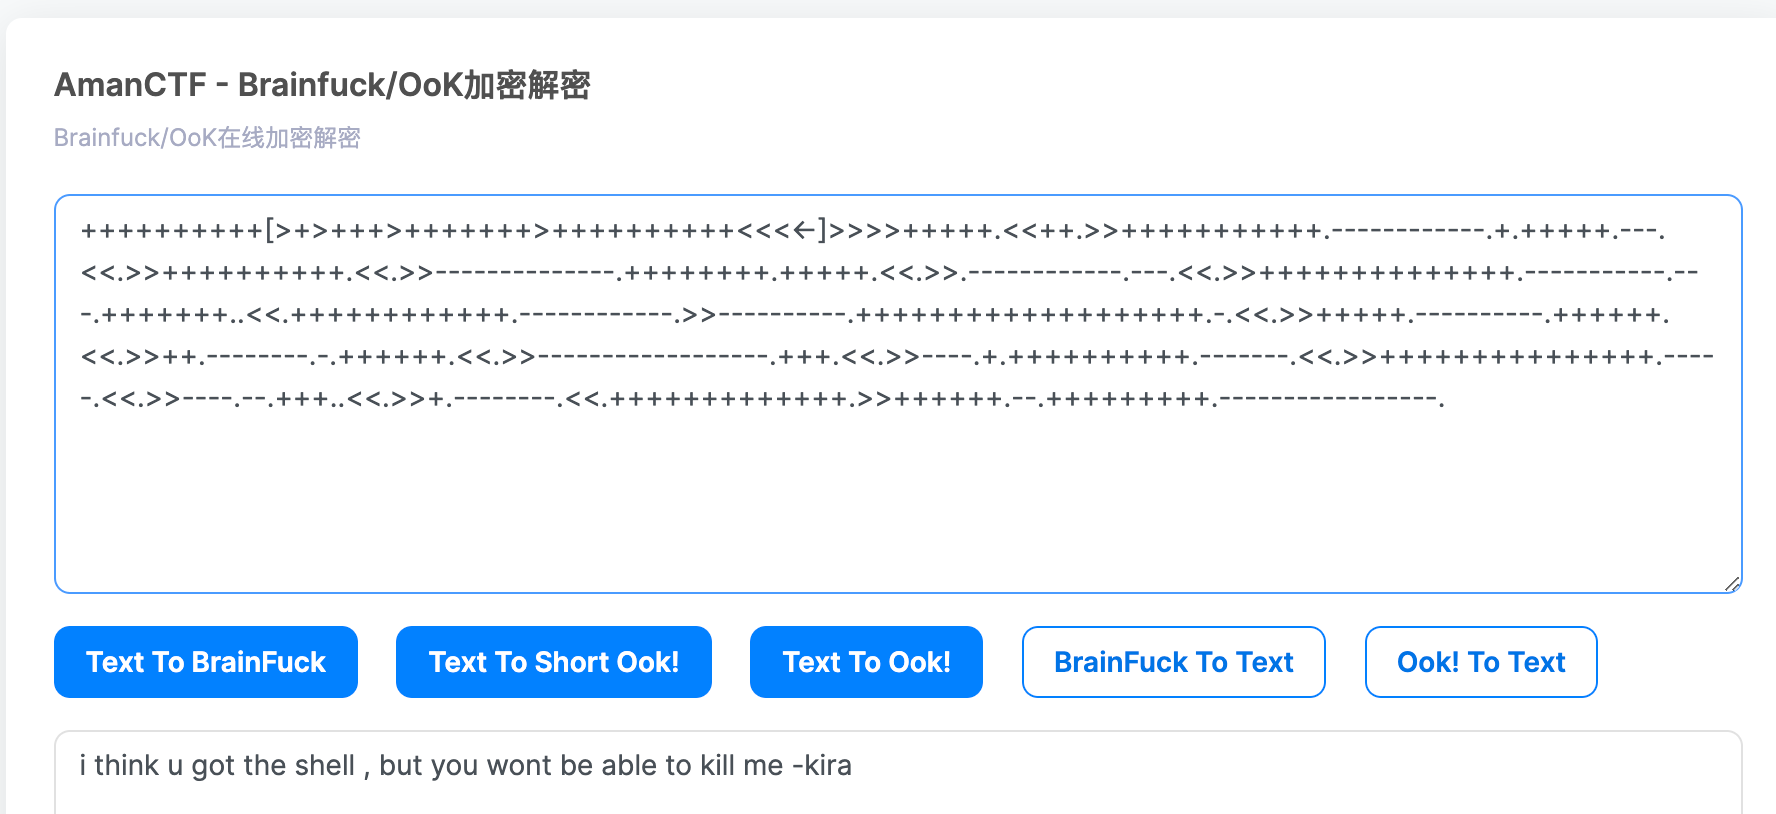 AmanCTF - Brainfuck/OoK加密解密
Brainfuck/OoK在线加密解密
++++++++++[>+>+++>+++++++>++++++++++<<<<-]>>>>+++++.<<++.>>+++++++++++.------------.+.+++++.---.
<<.>>++++++++++.<<.>>--------------.++++++++.+++++.<<.>>.------------.---.<<.>>++++++++++++++.-----------.--
-.+++++++..<<.++++++++++++.------------.>>----------.+++++++++++++++++++.-.<<.>>+++++.----------.++++++.
<<.>>++.--------.-.++++++.<<.>>------------------.+++.<<.>>----.+.++++++++++.-------.<<.>>+++++++++++++++.----
-.<<.>>----.--.+++..<<.>>+.--------.<<.+++++++++++++.>>++++++.--.+++++++++.-----------------.
Text To BrainFuck Text To Short Ook! Text To Ook! BrainFuck To Text Ook! To Text
i think u got the shell , but you wont be able to kill me -kira